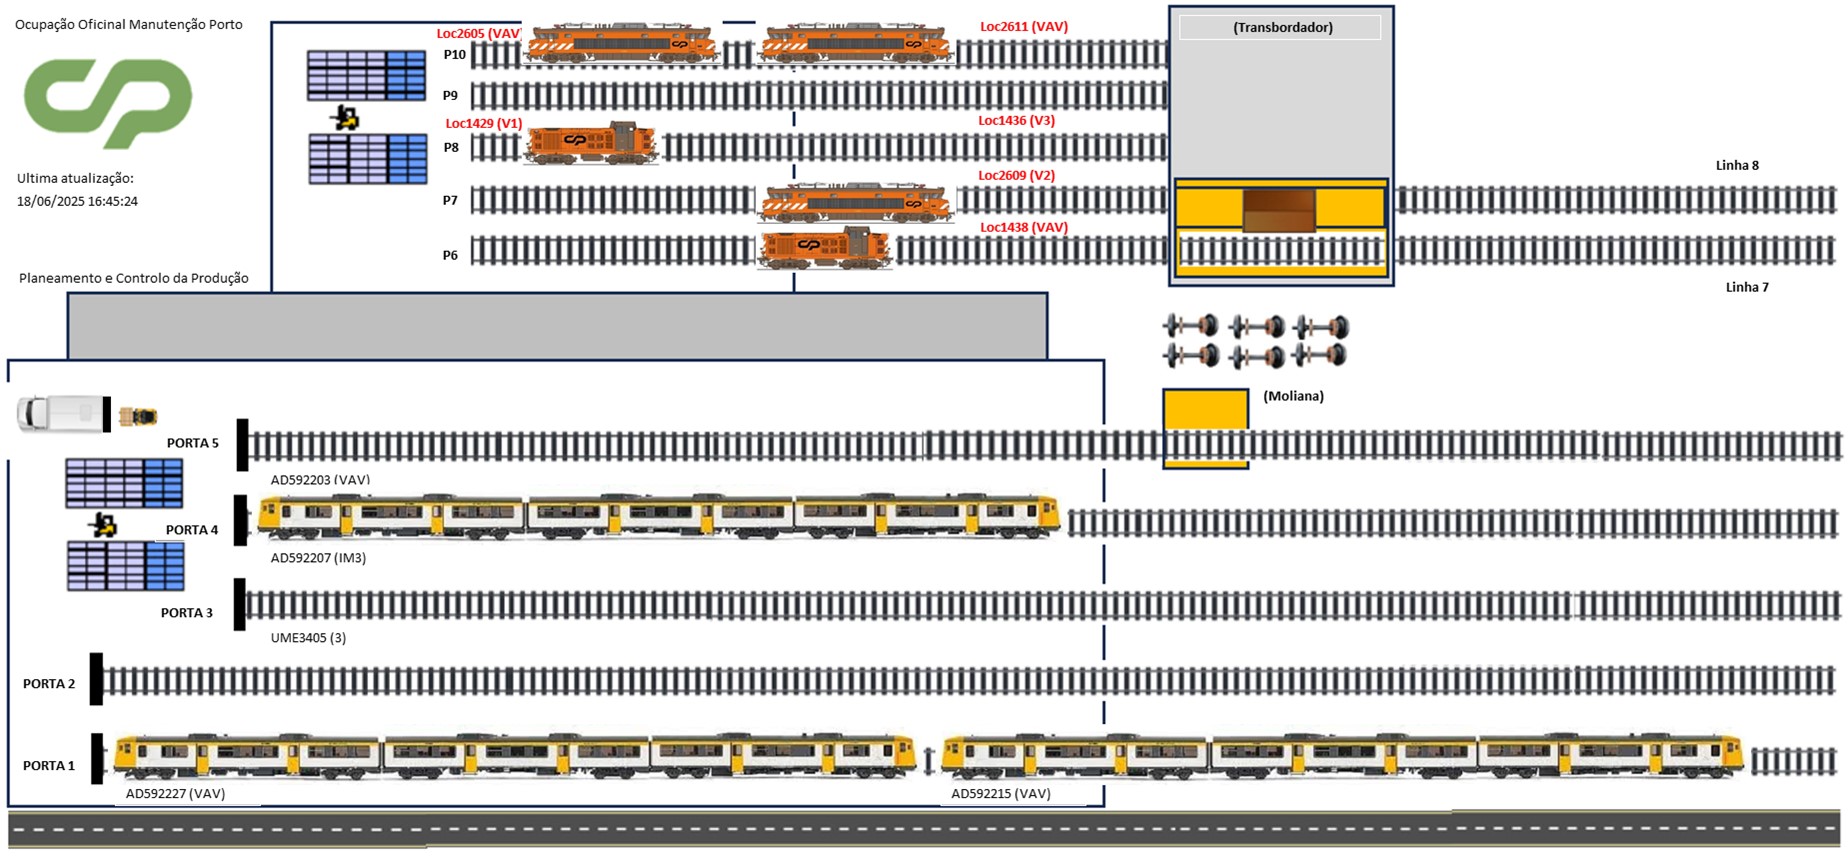 Ocupação Oficinal Manutenção Porto
CP
Ultima atualização:
18/06/2025 16:45:24
Planeamento e Controlo da Produção
Loc2605 (VAV)
Loc2611 (VAV)
(Transbordador)
P10
P9
Loc1429 (V1)
Loc1436 (V3)
P8
Loc2609 (V2)
P7
Linha 8
Loc1438 (VAV)
P6
Linha 7
(Moliana)
PORTA 5
AD592203 (VAV)
PORTA 4
AD592207 (IM3)
PORTA 3
UME3405 (3)
PORTA 2
PORTA 1
AD592227 (VAV)
AD592215 (VAV)